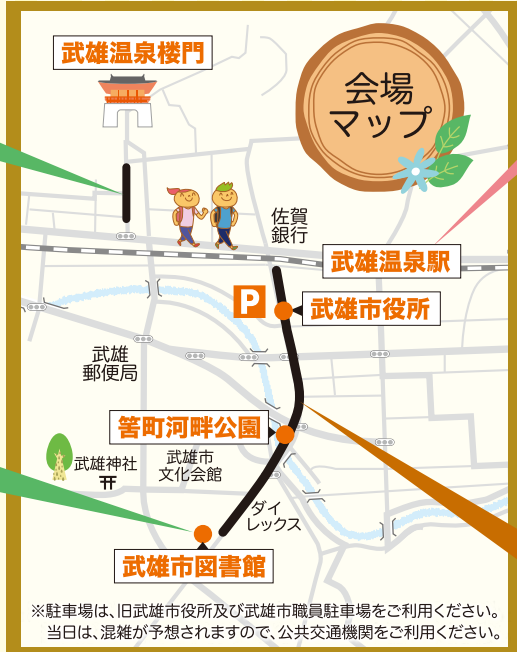 武雄温泉楼門
会場
マップ
佐賀
銀行
武雄温泉駅
P
武雄市役所
武雄
郵便局
筈町河畔公園
武雄神社
武雄市
文化会館
ダイ
レックス
武雄市図書館
※駐車場は、旧武雄市役所及び武雄市職員駐車場をご利用ください。
当日は、混雑が予想されますので、公共交通機関をご利用ください。